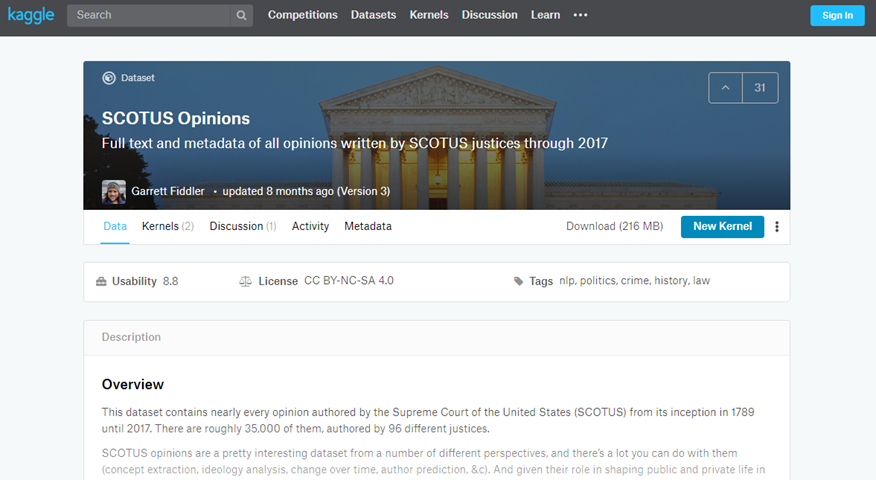 kaggle Search Competitions Datasets Kernels Discussion Learn ••• Sign In
Dataset
31
SCOTUS Opinions
Full text and metadata of all opinions written by SCOTUS justices through 2017
Garrett Fiddler • updated 8 months ago (Version 3)
Data Kernels (2) Discussion (1) Activity Metadata Download (216 MB) New Kernel
Usability 8.8 License CC BY-NC-SA 4.0 Tags nlp, politics, crime, history, law
Description
Overview
This dataset contains nearly every opinion authored by the Supreme Court of the United States (SCOTUS) from its inception in 1789
until 2017. There are roughly 35,000 of them, authored by 96 different justices.
SCOTUS opinions are a pretty interesting dataset from a number of different perspectives, and there's a lot you can do with them
(concept extraction, ideology analysis, change over time, author prediction, &c). And given their role in shaping public and private life in